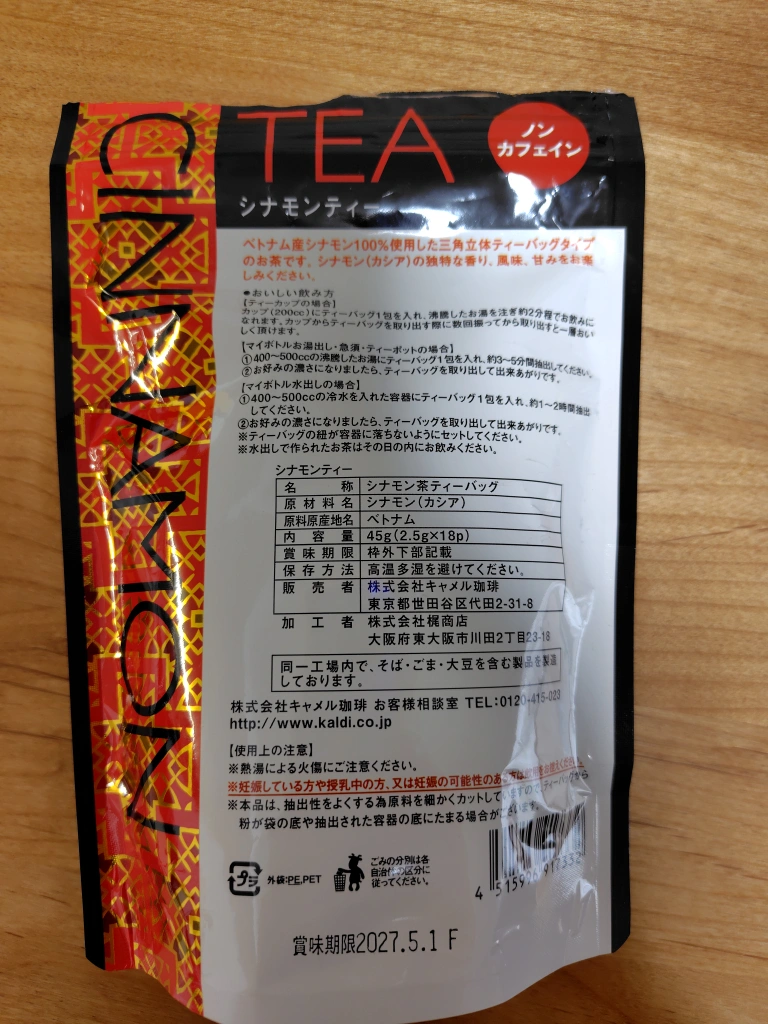 CINNAMON
TEA
ノン
カフェイン
シナモンティー
ベトナム産シナモン100%使用した三角立体ティーバッグタイプ
のお茶です。シナモン(カシア)の独特な香り、風味、甘みをお楽
しみください。
●おいしい飲み方
【ティーカップの場合】
カップ(200cc)にティーバッグ1包を入れ、沸騰したお湯を注ぎ約2分程でお飲みに
なれます。カップからティーバッグを取り出す際に数回振ってから取り出すと一層おい
しく頂けます。
【マイボトルお湯出し・急須・ティーポットの場合】
①400~500ccの沸騰したお湯にティーバッグ1包を入れ、約3~5分間抽出してください。
②お好みの濃さになりましたら、ティーバッグを取り出して出来あがりです。
【マイボトル水出しの場合】
①400~500ccの冷水を入れた容器にティーバッグ1包を入れ、約1~2時間抽出
してください。
②お好みの濃さになりましたら、ティーバッグを取り出して出来あがりです。
※ティーバッグの紐が容器に落ちないようにセットしてください。
※水出しで作られたお茶はその日の内にお飲みください。
シナモンティー
名称 シナモン茶ティーバッグ
原材料名 シナモン(カシア)
原料原産地名 ベトナム
内容量 45g(2.5g×18p)
賞味期限 枠外下部記載
保存方法 高温多湿を避けてください。
販売者 株式会社キャメル珈琲
東京都世田谷区代田2-31-8
加工者 株式会社梶商店
大阪府東大阪市川田2丁目23-18
同一工場内で、そば・ごま・大豆を含む製品を製造
しております。
株式会社キャメル珈琲 お客様相談室 TEL:0120-415-023
http://www.kaldi.co.jp
【使用上の注意】
※熱湯による火傷にご注意ください。
※妊娠している方や授乳中の方、又は妊娠の可能性のあ
※本品は、抽出性をよくする為原料を細かくカットしていますので、ティーバッグから
粉が袋の底や抽出された容器の底にたまる場合が
プラ
外袋:PE,PET
ごみの分別は各
自治体の区分に
従ってください。
4 515996 917332
賞味期限2027.5.1 F